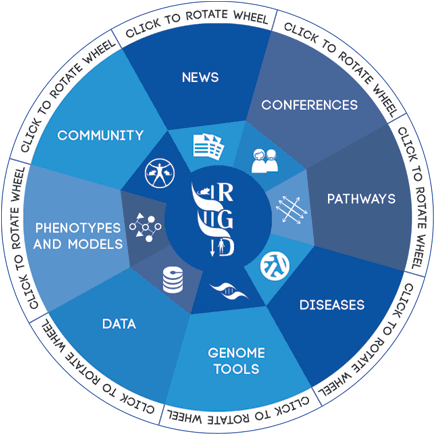 CLICK TO ROTATE WHEEL
NEWS
CLICK TO ROTATE WHEEL
CONFERENCES
CLICK TO ROTATE WHEEL
PATHWAYS
CLICK TO ROTATE WHEEL
DISEASES
CLICK TO ROTATE WHEEL
GENOME
TOOLS
CLICK TO ROTATE WHEEL
DATA
CLICK TO ROTATE WHEEL
PHENOTYPES
AND MODELS
CLICK TO ROTATE WHEEL
COMMUNITY
R
G
D